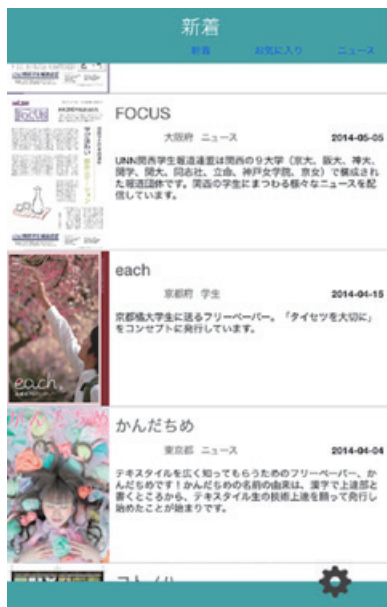 新着
新着 お気に入り ニュース
FOCUS
大阪府 ニュース 2014-05-05
UNN関西学生報道連盟は関西の9大学（京大、阪大、神大、
関学、関大、同志社、立命、神戸女学院、京女）で構成され
た報道団体です。関西の学生にまつわる様々なニュースを配
信しています。
each
京都府 学生 2014-04-15
京都橘大学生に送るフリーペーパー。「タイセツを大切に」
をコンセプトに発行しています。
each.
かんだちめ
東京都 ニュース 2014-04-04
テキスタイルを広く知ってもらうためのフリーペーパー、か
んだちめです！かんだちめの名前の由来は、漢字で上達部と
書くところから、テキスタイル生の技術上達を願って発行し
始めたことが始まりです。
かんだちめ